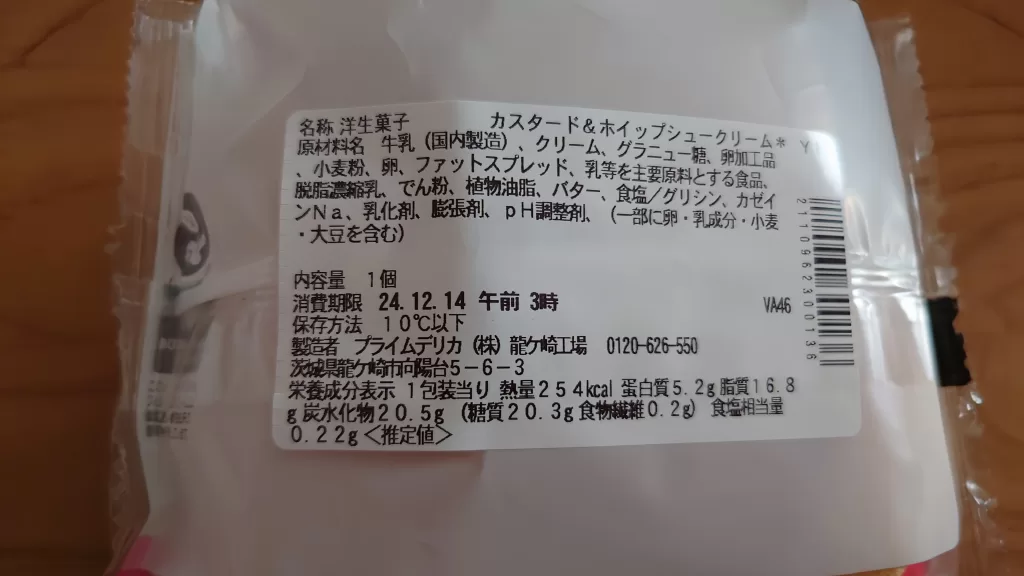 名称 洋生菓子 カスタード＆ホイップシュークリーム＊ Y
原材料名 牛乳（国内製造）、クリーム、グラニュー糖、卵加工品
、小麦粉、卵、ファットスプレッド、乳等を主要原料とする食品、
脱脂濃縮乳、でん粉、植物油脂、バター、食塩／グリシン、カゼイ
ンNa、乳化剤、膨張剤、pH調整剤、（一部に卵・乳成分・小麦
・大豆を含む）
内容量 1個
消費期限 24.12.14 午前 3時
保存方法 10℃以下
VA46
製造者 プライムデリカ（株）龍ケ崎工場 0120-626-550
茨城県龍ケ崎市向陽台5－6－3
栄養成分表示 1包装当り 熱量254kcal 蛋白質5.2g 脂質16.8
g 炭水化物20.5g （糖質20.3g 食物繊維0.2g） 食塩相当量
0.22g＜推定値＞
2110962300136